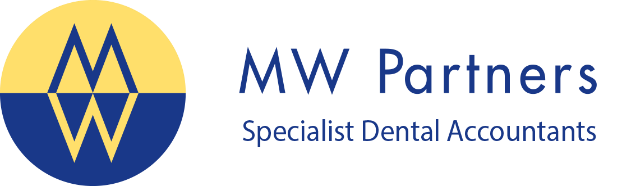 M
W
MW Partners
Specialist Dental Accountants